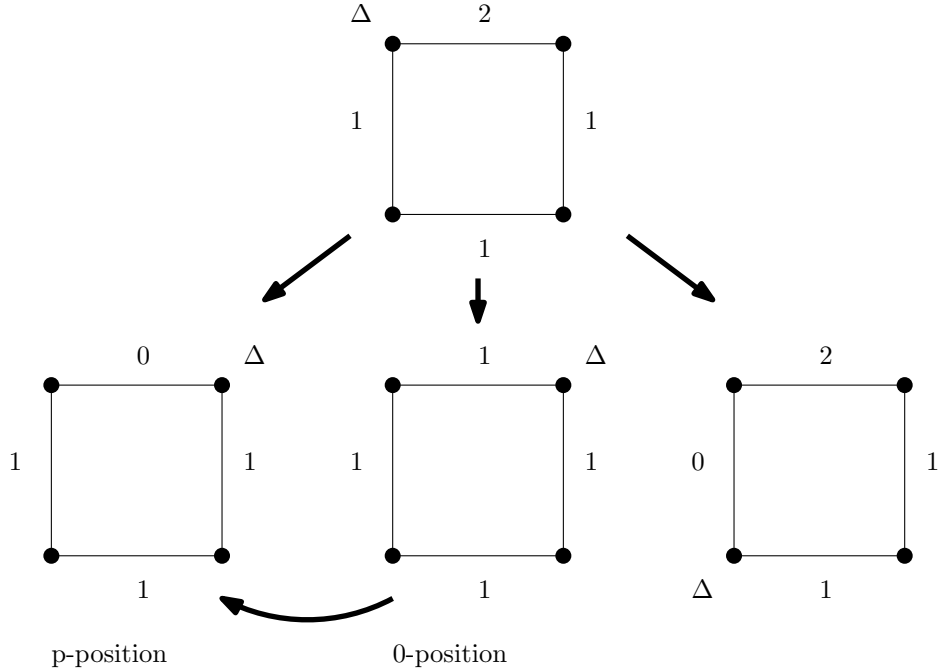 Δ 2
1 1
1
0 Δ 1 Δ 2
1 1 1 1 0 1
1 1 Δ 1
p-position 0-position